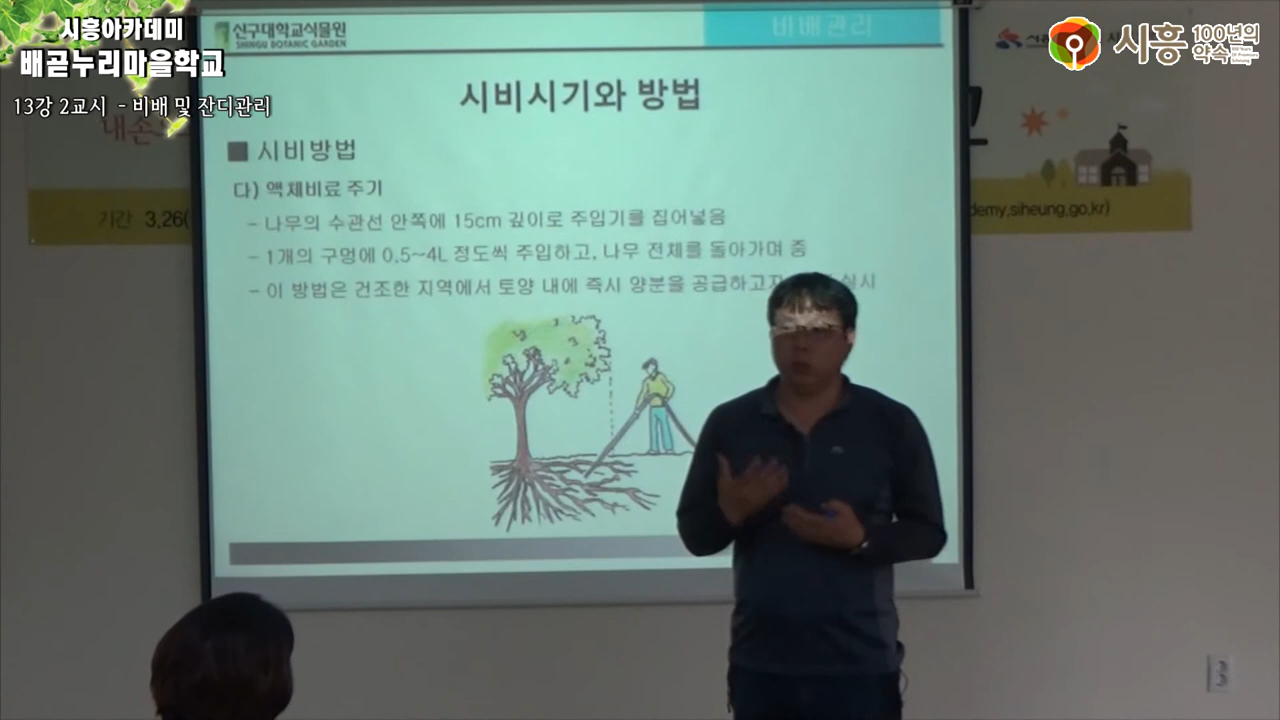 시흥아카데미
배곧누리마을학교
13강 2교시 - 비배 및 잔디관리
시흥 100년의 약속
신구대학교식물원
SHINGU BOTANIC GARDEN
비배관리
시비시기와 방법
■ 시비방법
다) 액체비료 주기
- 나무의 수관선 안쪽에 15cm 깊이로 주입기를 집어넣음
- 1개의 구멍에 0.5~4L 정도씩 주입하고, 나무 전체를 돌아가며 줌
- 이 방법은 건조한 지역에서 토양 내에 즉시 양분을 공급하고자 실시
내손
기간 3.26(
demy.siheung.go.kr)